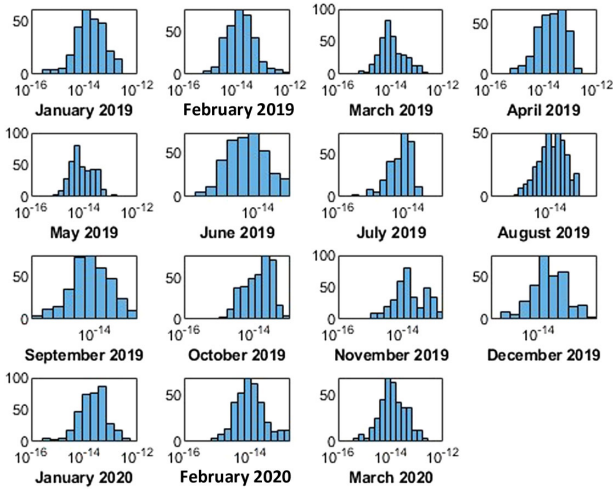 50
0
10⁻¹⁶ 10⁻¹⁴ 10⁻¹²
January 2019
50
0
10⁻¹⁶ 10⁻¹⁴ 10⁻¹²
February 2019
100
50
0
10⁻¹⁶ 10⁻¹⁴ 10⁻¹²
March 2019
50
0
10⁻¹⁶ 10⁻¹⁴ 10⁻¹²
April 2019
100
50
0
10⁻¹⁶ 10⁻¹⁴ 10⁻¹²
May 2019
50
0
10⁻¹⁴
June 2019
50
0
10⁻¹⁶ 10⁻¹⁴
July 2019
50
0
10⁻¹⁴
August 2019
50
0
10⁻¹⁴
September 2019
50
0
10⁻¹⁶ 10⁻¹⁴
October 2019
100
50
0
10⁻¹⁶ 10⁻¹⁴
November 2019
50
0
10⁻¹⁴
December 2019
100
50
0
10⁻¹⁶ 10⁻¹⁴ 10⁻¹²
January 2020
50
0
10⁻¹⁶ 10⁻¹⁴
February 2020
50
0
10⁻¹⁶ 10⁻¹⁴ 10⁻¹²
March 2020